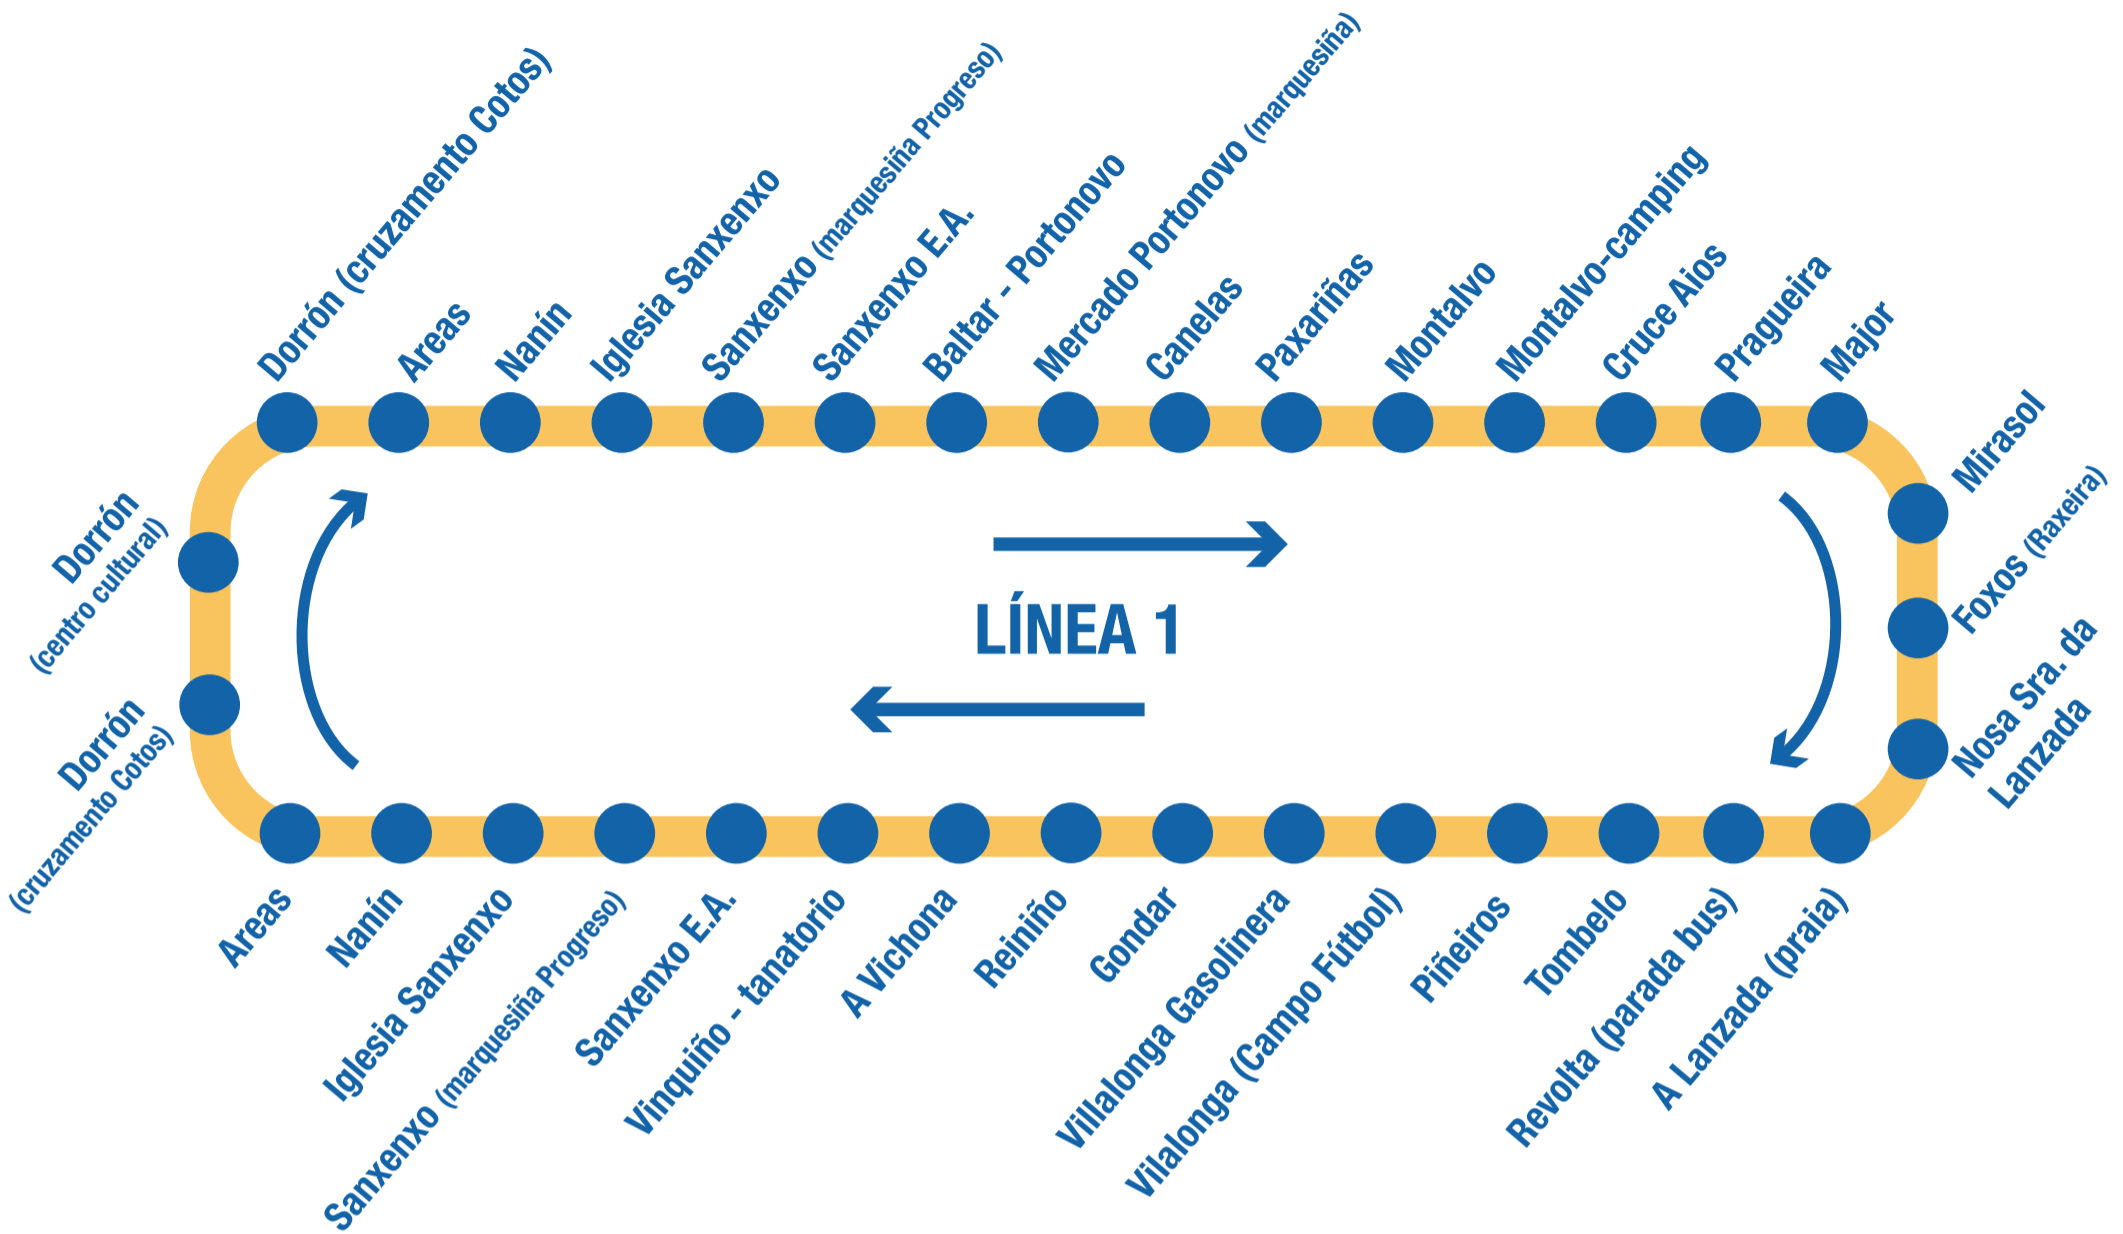 Dorrón (cruzamento Cotos)
Areas
Nanín
Iglesia Sanxenxo
Sanxenxo (marquesiña Progreso)
Sanxenxo E.A.
Baltar - Portonovo
Mercado Portonovo (marquesiña)
Canelas
Paxariñas
Montalvo
Montalvo-camping
Cruce Aios
Pragueira
Major
Mirasol
Foxos (Raxeira)
Nosa Sra. da
Lanzada
LÍNEA 1
Dorrón
(centro cultural)
Dorrón
(cruzamento Cotos)
Areas
Nanín
Iglesia Sanxenxo
Sanxenxo (marquesiña Progreso)
Sanxenxo E.A.
Vinquiño - tanatorio
A Vichona
Reiniño
Gondar
Villalonga Gasolinera
Vilalonga (Campo Fútbol)
Piñeiros
Tombelo
Revolta (parada bus)
A Lanzada (praia)